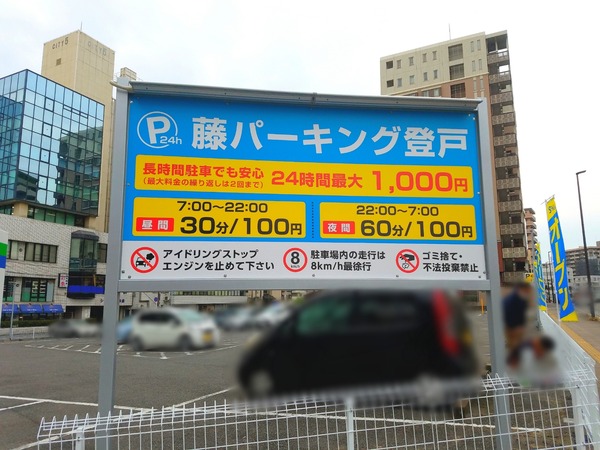 CITY5
P 24h
藤パーキング登戸
長時間駐車でも安心
(最大料金の繰り返しは2回まで)
24時間最大 1,000円
7:00～22:00
昼間 30分/100円
22:00～7:00
夜間 60分/100円
アイドリングストップ
エンジンを止めて下さい
8
駐車場内の走行は
8km/h最徐行
ゴミ捨て・
不法投棄禁止
オープン